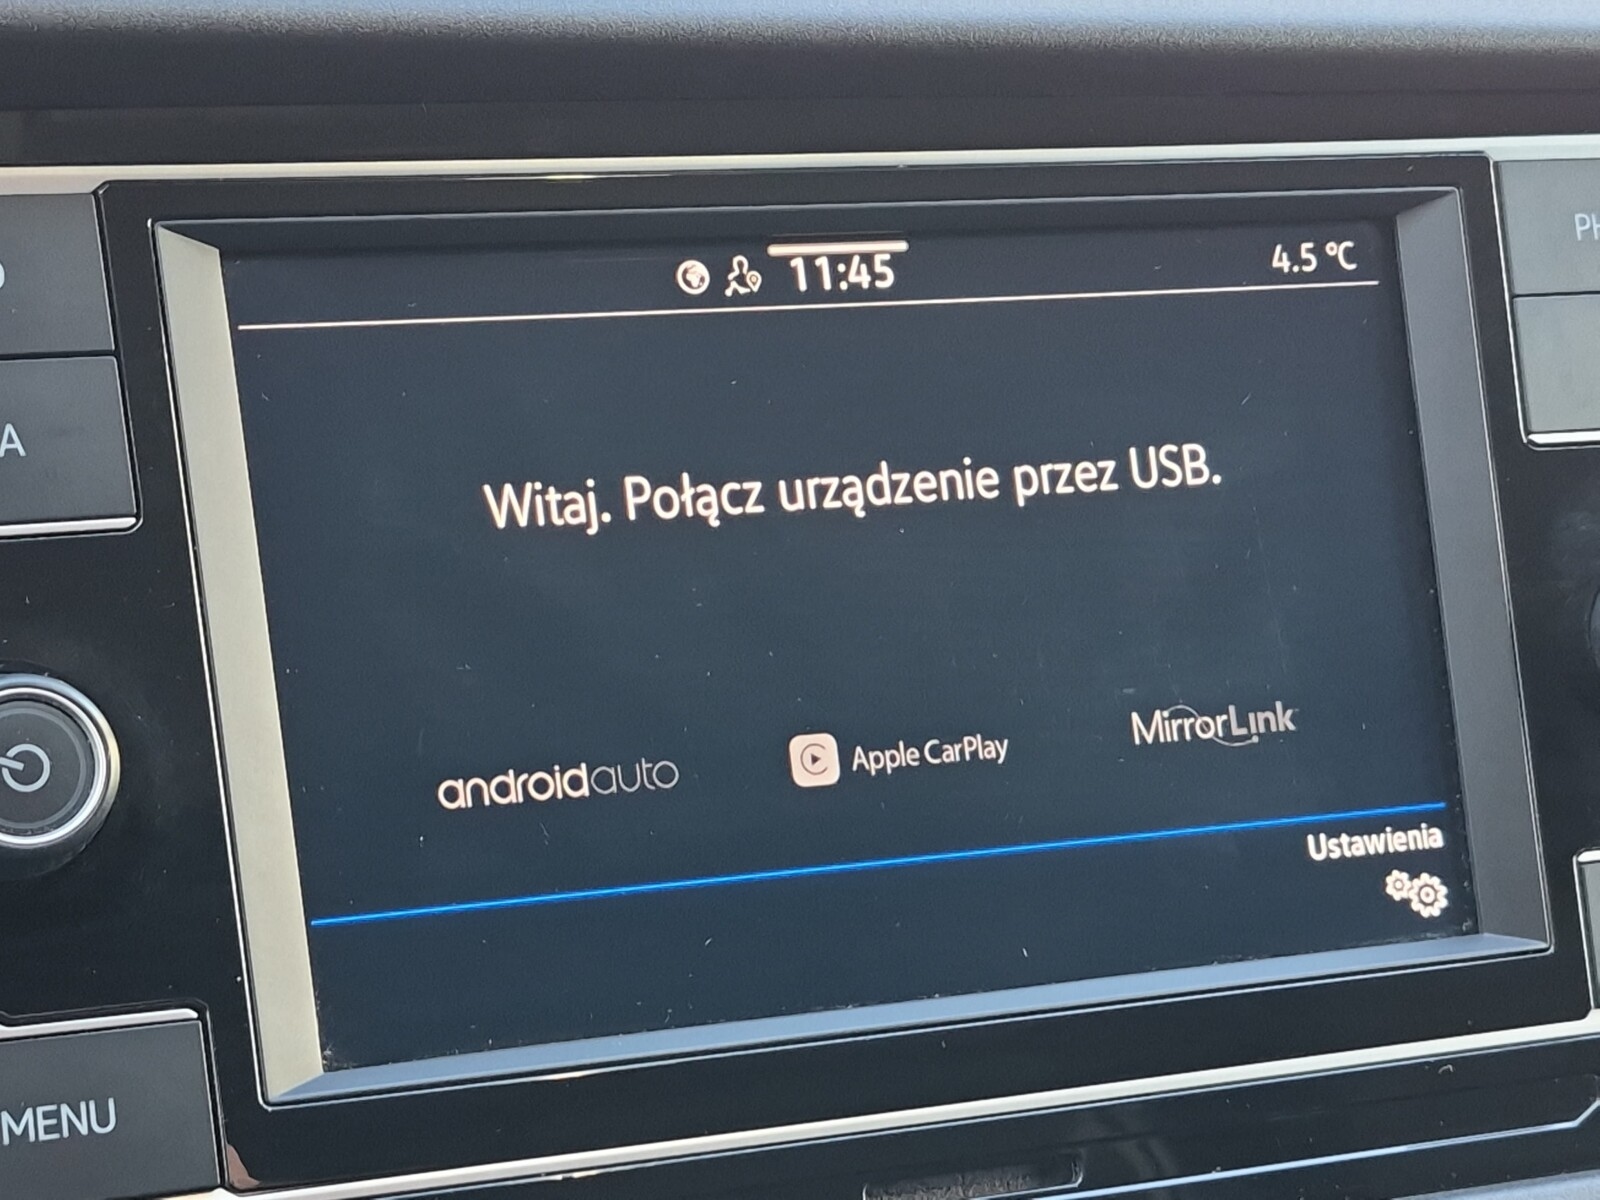 11:45
4.5 °C
Witaj. Połącz urządzenie przez USB.
androidauto
Apple CarPlay
MirrorLink
Ustawienia
MENU